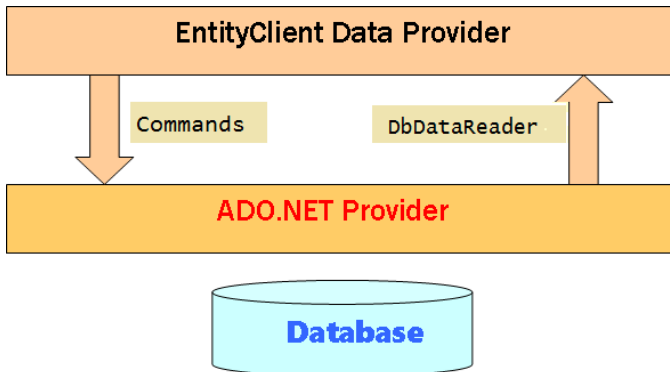 EntityClient Data Provider
Commands
DbDataReader
ADO.NET Provider
Database